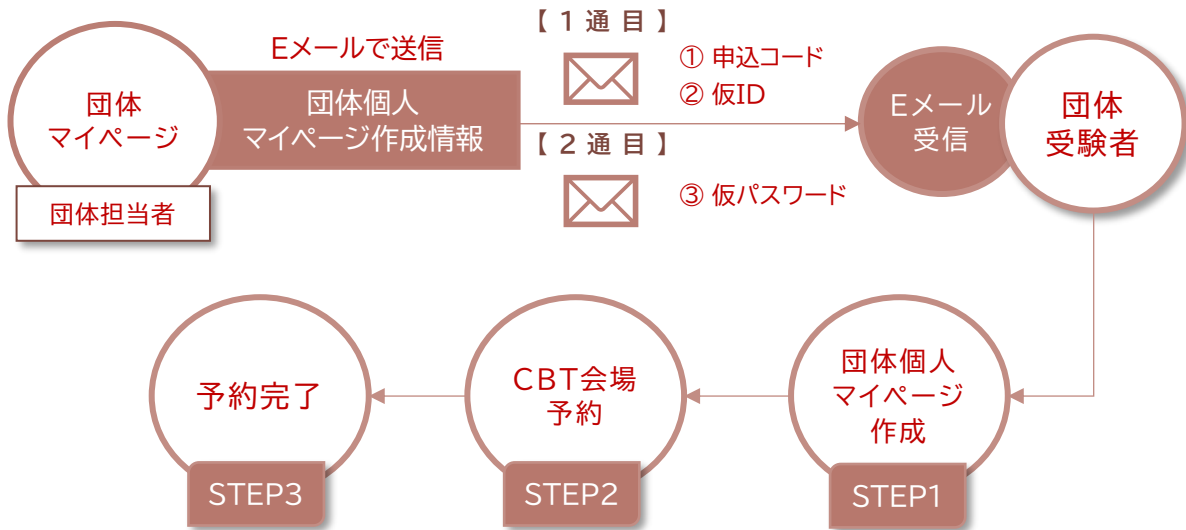 【 1 通 目 】
Eメールで送信
① 申込コード
② 仮ID
団体
マイページ
団体個人
マイページ作成情報
Eメール
受信
団体
受験者
【 2 通 目 】
③ 仮パスワード
団体担当者
予約完了
CBT会場
予約
団体個人
マイページ
作成
STEP3
STEP2
STEP1